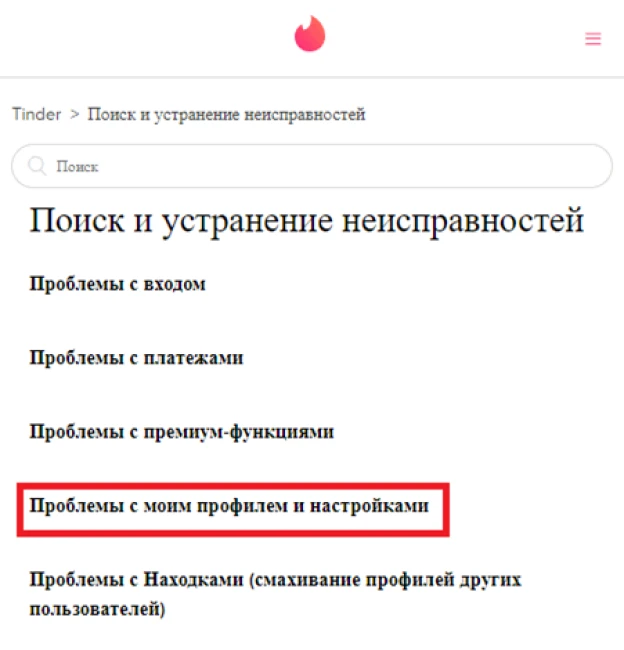 Tinder > Поиск и устранение неисправностей
Поиск
Поиск и устранение неисправностей
Проблемы с входом
Проблемы с платежами
Проблемы с премиум-функциями
Проблемы с моим профилем и настройками
Проблемы с Находками (смахивание профилей других
пользователей)